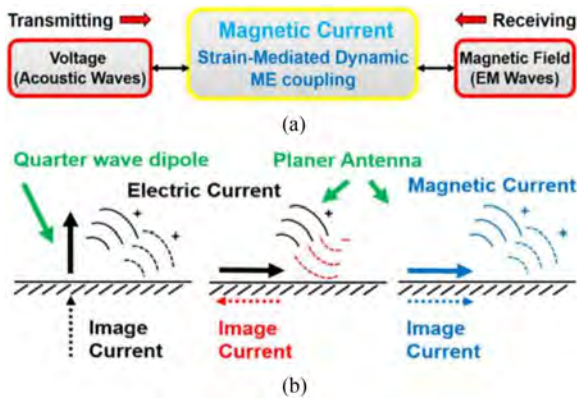 Transmitting
Receiving
Voltage
(Acoustic Waves)
Magnetic Current
Strain-Mediated Dynamic
ME coupling
Magnetic Field
(EM Waves)
(a)
Quarter wave dipole
Planer Antenna
Electric Current
Magnetic Current
+
+
+
−
+
+
Image
Current
Image
Current
Image
Current
(b)